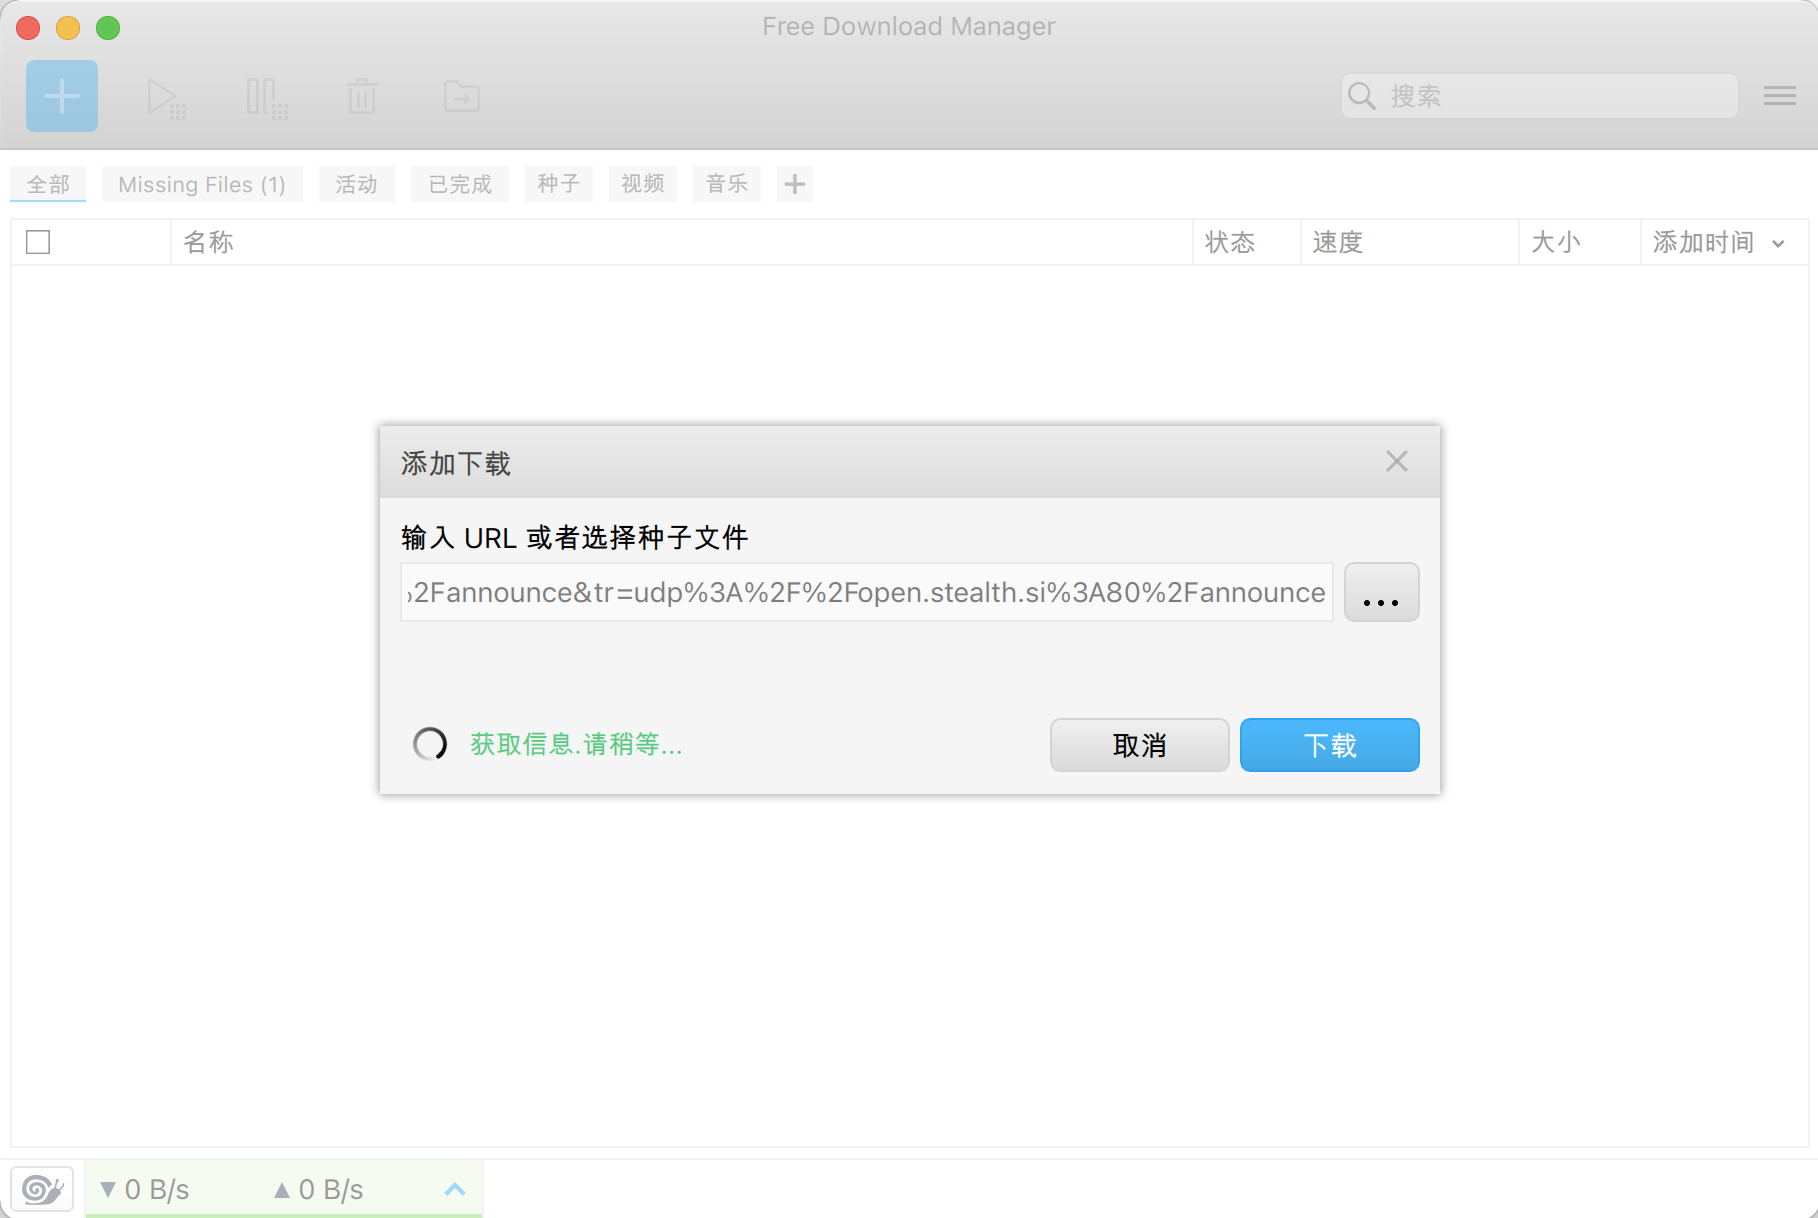 Free Download Manager
搜索
全部 Missing Files (1) 活动 已完成 种子 视频 音乐
名称 状态 速度 大小 添加时间
添加下载
输入 URL 或者选择种子文件
2Fannounce&tr=udp%3A%2F%2Fopen.stealth.si%3A80%2Fannounce ...
获取信息.请稍等... 取消 下载
▼ 0 B/s ▲ 0 B/s